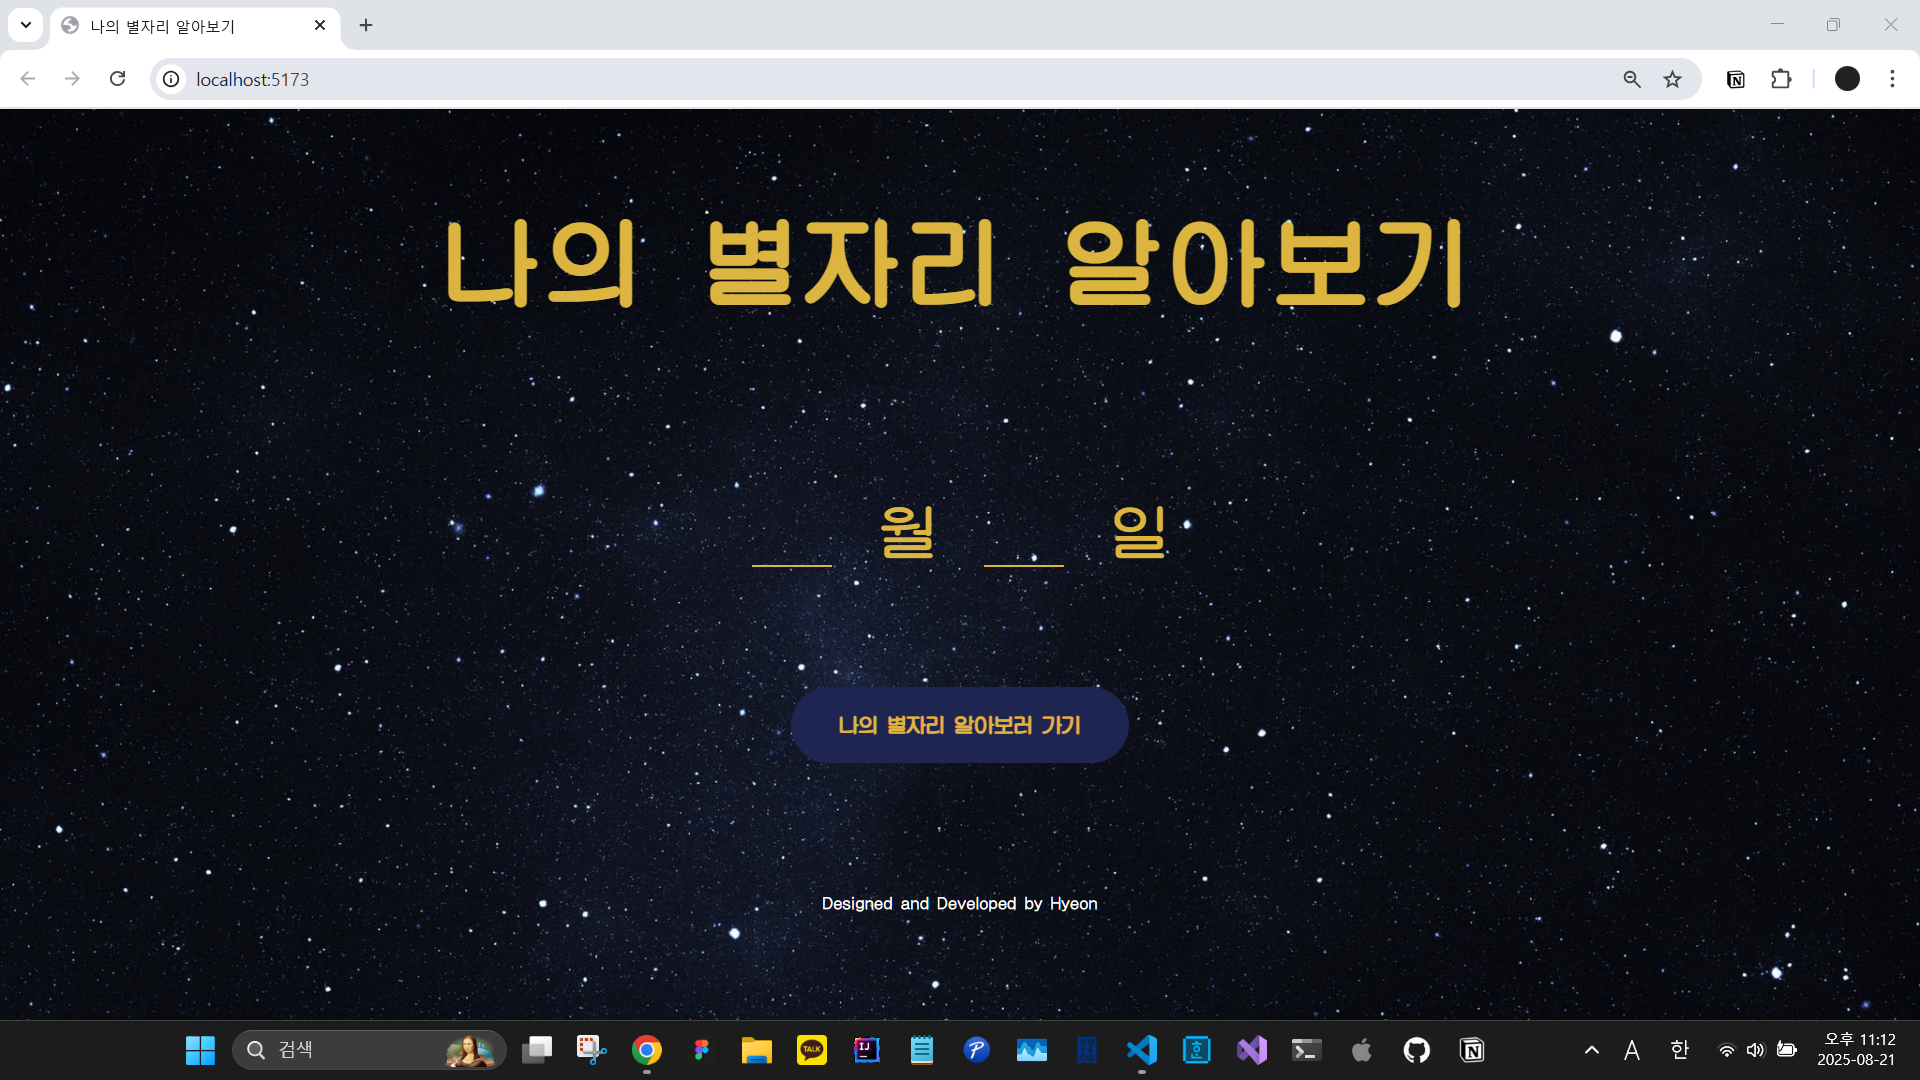 나의 별자리 알아보기
localhost:5173
나의 별자리 알아보기
월 일
나의 별자리 알아보러 가기
Designed and Developed by Hyeon
검색
TALK
IJ
훈
A
한
오후 11:12
2025-08-21